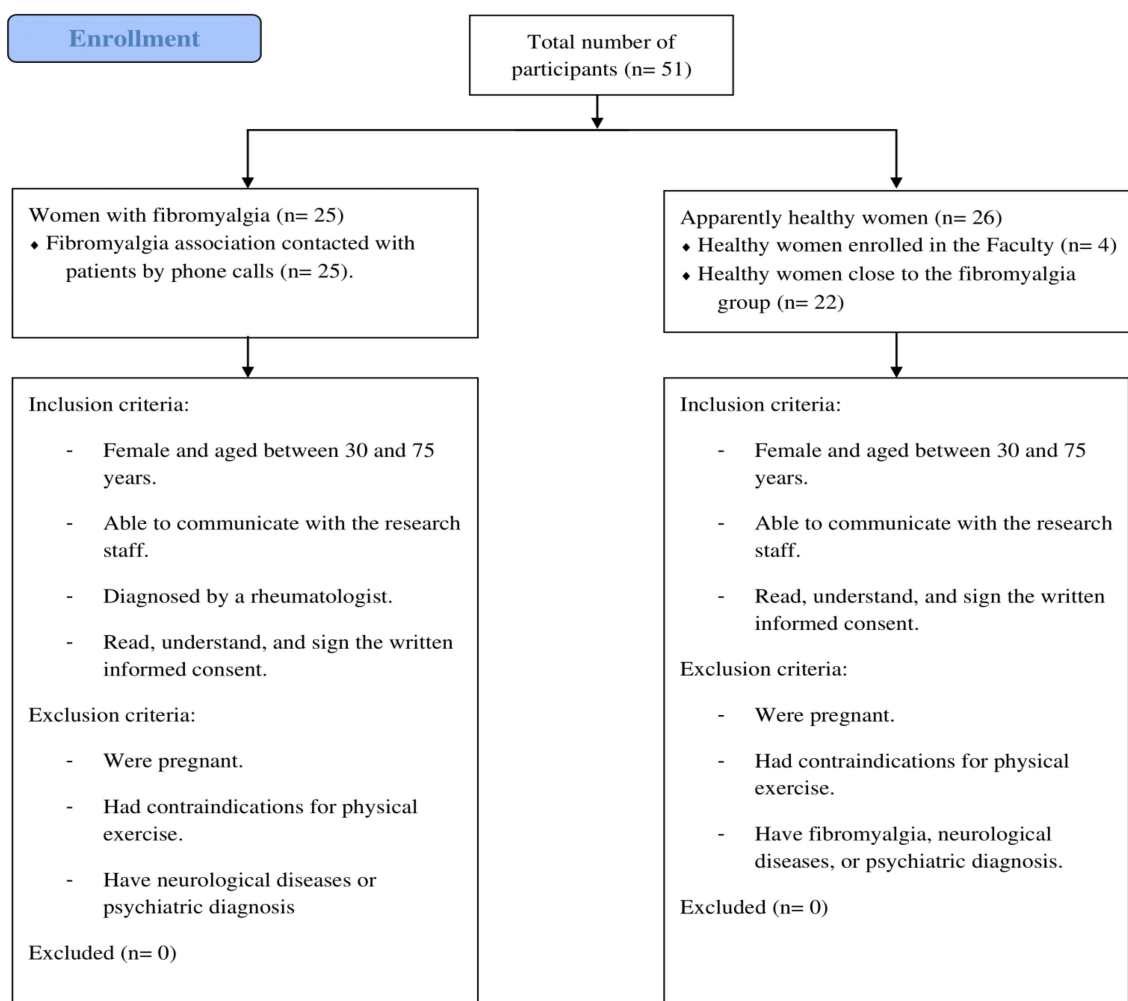 Enrollment
Total number of
participants (n= 51)
Women with fibromyalgia (n= 25)
⬧ Fibromyalgia association contacted with
patients by phone calls (n= 25).
Apparently healthy women (n= 26)
⬧ Healthy women enrolled in the Faculty (n= 4)
⬧ Healthy women close to the fibromyalgia
group (n= 22)
Inclusion criteria:
- Female and aged between 30 and 75
years.
- Able to communicate with the research
staff.
- Diagnosed by a rheumatologist.
- Read, understand, and sign the written
informed consent.
Exclusion criteria:
- Were pregnant.
- Had contraindications for physical
exercise.
- Have neurological diseases or
psychiatric diagnosis
Excluded (n= 0)
Inclusion criteria:
- Female and aged between 30 and 75
years.
- Able to communicate with the research
staff.
- Read, understand, and sign the written
informed consent.
Exclusion criteria:
- Were pregnant.
- Had contraindications for physical
exercise.
- Have fibromyalgia, neurological
diseases, or psychiatric diagnosis.
Excluded (n= 0)